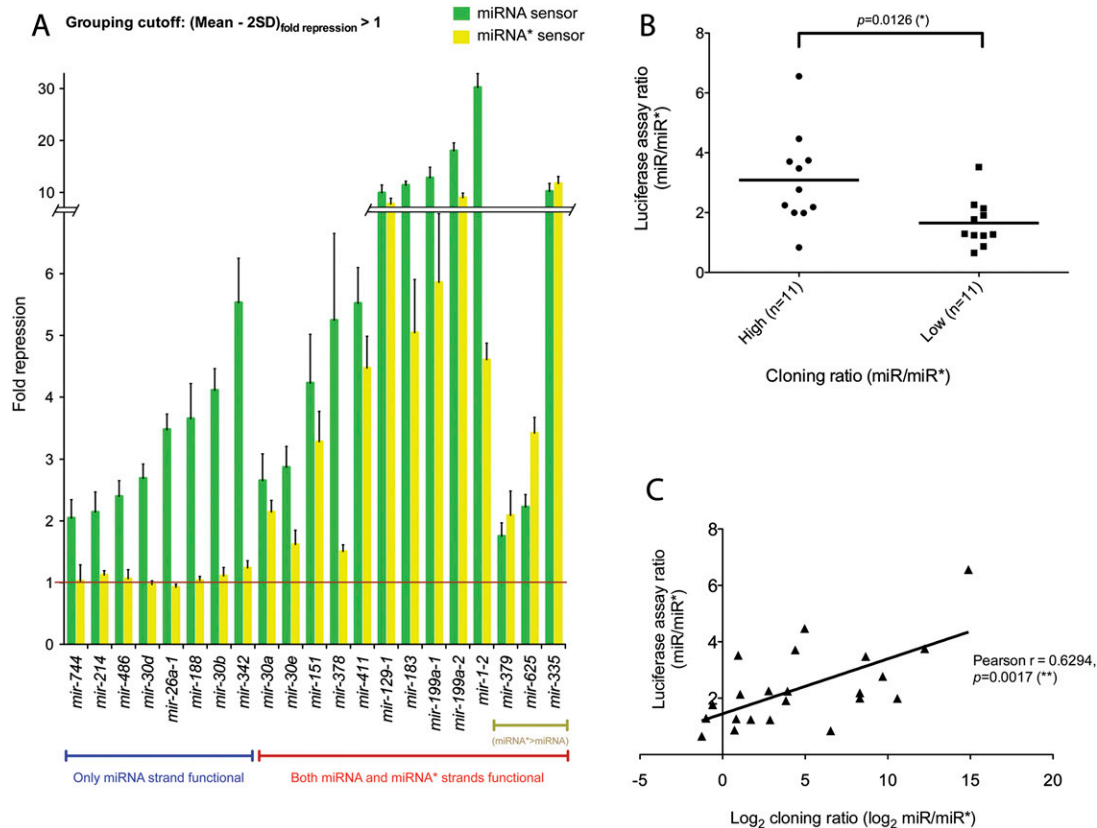 A
Grouping cutoff: (Mean - 2SD)fold repression > 1
miRNA sensor
miRNA* sensor
Fold repression
30
20
10
6
5
4
3
2
1
0
mir-744
mir-214
mir-486
mir-30d
mir-26a-1
mir-188
mir-30b
mir-342
mir-30a
mir-30e
mir-151
mir-378
mir-411
mir-129-1
mir-183
mir-199a-1
mir-199a-2
mir-1-2
mir-379
mir-625
mir-335
(miRNA*>miRNA)
Only miRNA strand functional
Both miRNA and miRNA* strands functional
B
p=0.0126 (*)
Luciferase assay ratio
(miR/miR*)
8
6
4
2
0
High (n=11)
Low (n=11)
Cloning ratio (miR/miR*)
C
Luciferase assay ratio
(miR/miR*)
8
6
4
2
0
Pearson r = 0.6294,
p=0.0017 (**)
-5
0
5
10
15
20
Log2 cloning ratio (log2 miR/miR*)